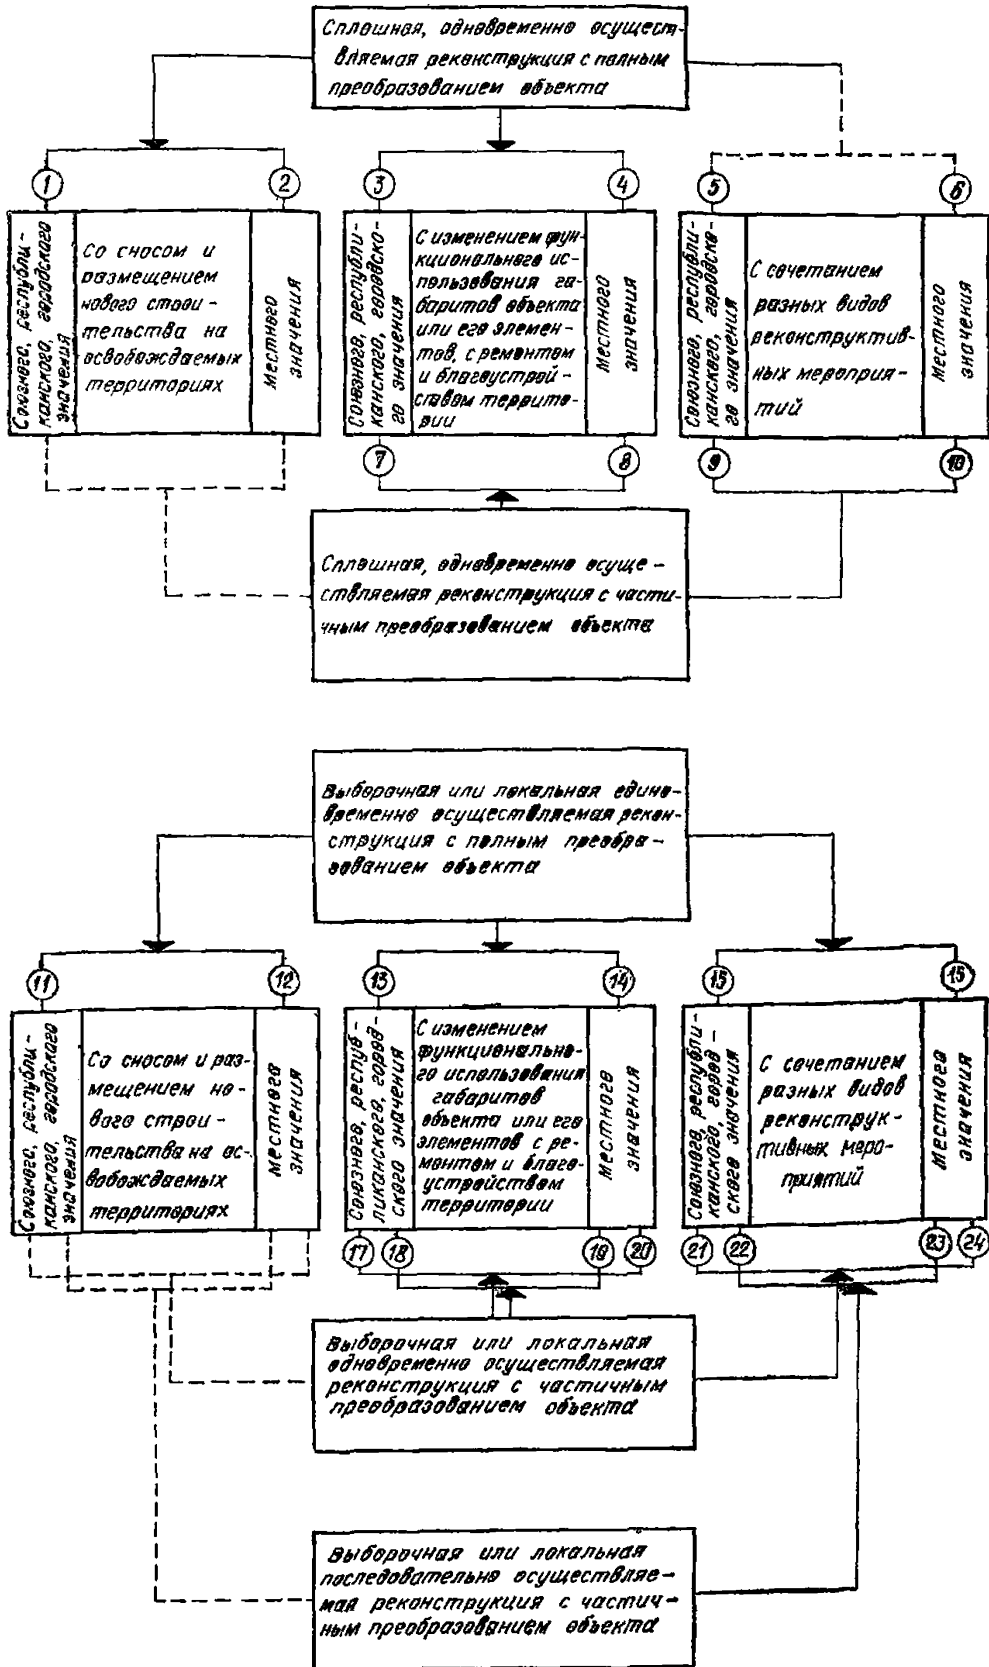 Сплошная, одновременно осущест-
вляемая реконструкция с полным
преобразованием объекта
1
2
3
4
5
6
Союзного, республи-
канского, городского
значения
Со сносом и
размещением
нового строи-
тельства на
освобождаемых
территориях
Местного
значения
Союзного, республи-
канского, городско-
го значения
С изменением фун-
кционального ис-
пользования га-
баритов объекта
или его элемен-
тов, с ремонтом
и благоустрой-
ством террито-
рии
Местного
значения
Союзного, республи-
канского, городско-
го значения
С сочетанием
разных видов
реконструктив-
ных мероприя-
тий
Местного
значения
7
8
9
10
Сплошная, одновременно осуще-
ствляемая реконструкция с части-
чным преобразованием объекта
Выборочная или локальная едино-
временно осуществляемая рекон-
струкция с полным преобра-
зованием объекта
11
12
13
14
15
15
Союзного, республи-
канского, городского
значения
Со сносом и раз-
мещением но-
вого строи-
тельства на ос-
вобождаемых
территориях
Местного
значения
Союзного, респуб-
ликанского, город-
ского значения
С изменением
функционально-
го использования
габаритов
объекта или его
элементов с ре-
монтом и благо-
устройством
территории
Местного
значения
Союзного, республи-
канского, город-
ского значения
С сочетанием
разных видов
реконструк-
тивных меро-
приятий
Местного
значения
17
18
19
20
21
22
23
24
Выборочная или локальная
одновременно осуществляемая
реконструкция с частичным
преобразованием объекта
Выборочная или локальная
последовательно осуществляе-
мая реконструкция с частич-
ным преобразованием объекта